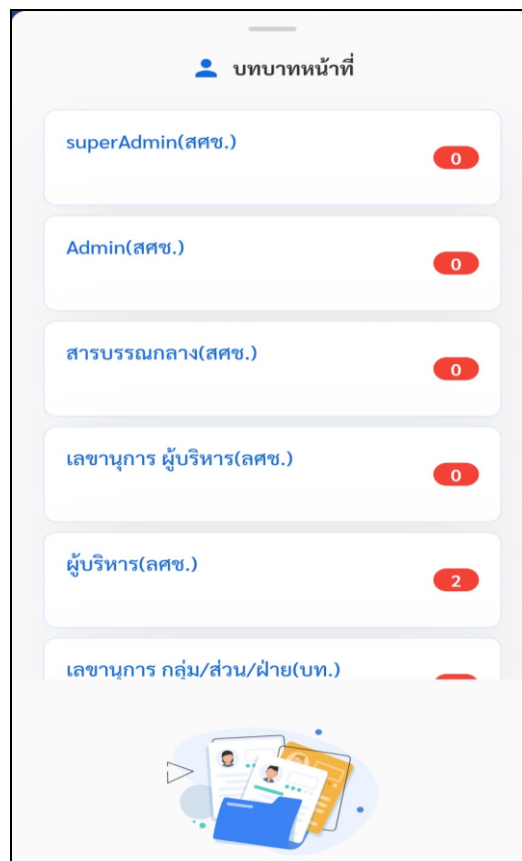 บทบาทหน้าที่
superAdmin(สศช.)
0
Admin(สศช.)
0
สารบรรณกลาง(สศช.)
0
เลขานุการ ผู้บริหาร(ลศช.)
0
ผู้บริหาร(ลศช.)
2
เลขานุการ กลุ่ม/ส่วน/ฝ่าย(บท.)